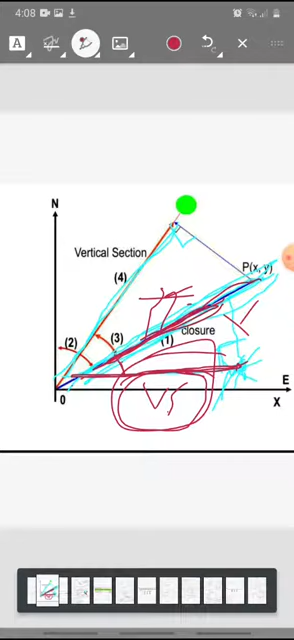 4:08
A
N
Vertical Section
P(x, y)
(4)
(2)
(3)
(1)
closure
VS
0
E
X